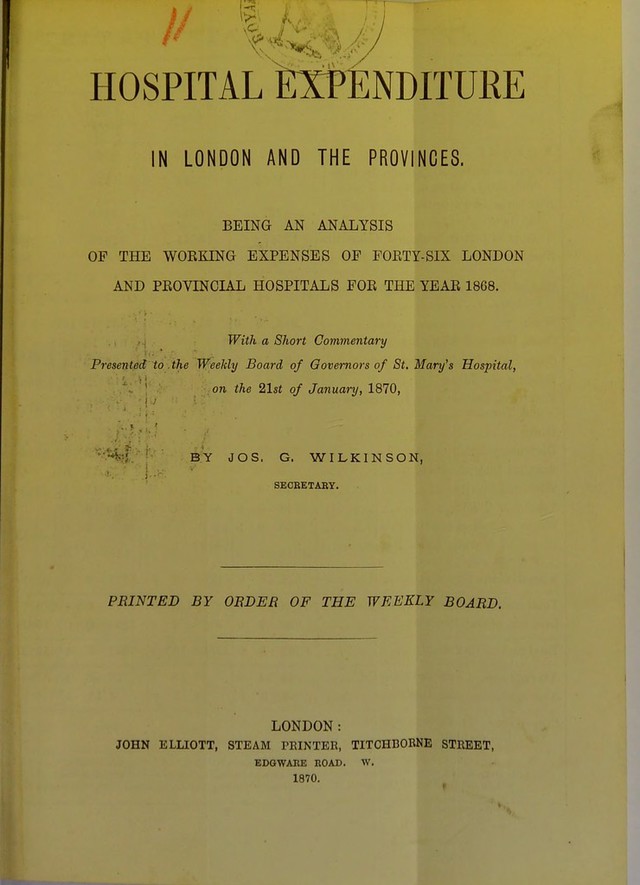 11
HOSPITAL EXPENDITURE
IN LONDON AND THE PROVINCES.
BEING AN ANALYSIS
OF THE WORKING EXPENSES OF FORTY-SIX LONDON
AND PROVINCIAL HOSPITALS FOR THE YEAR 1868.
With a Short Commentary
Presented to the Weekly Board of Governors of St. Mary's Hospital,
on the 21st of January, 1870,
BY JOS. G. WILKINSON,
SECRETARY.
PRINTED BY ORDER OF THE WEEKLY BOARD.
LONDON:
JOHN ELLIOTT, STEAM PRINTER, TITCHBORNE STREET,
EDGWARE ROAD. W.
1870.